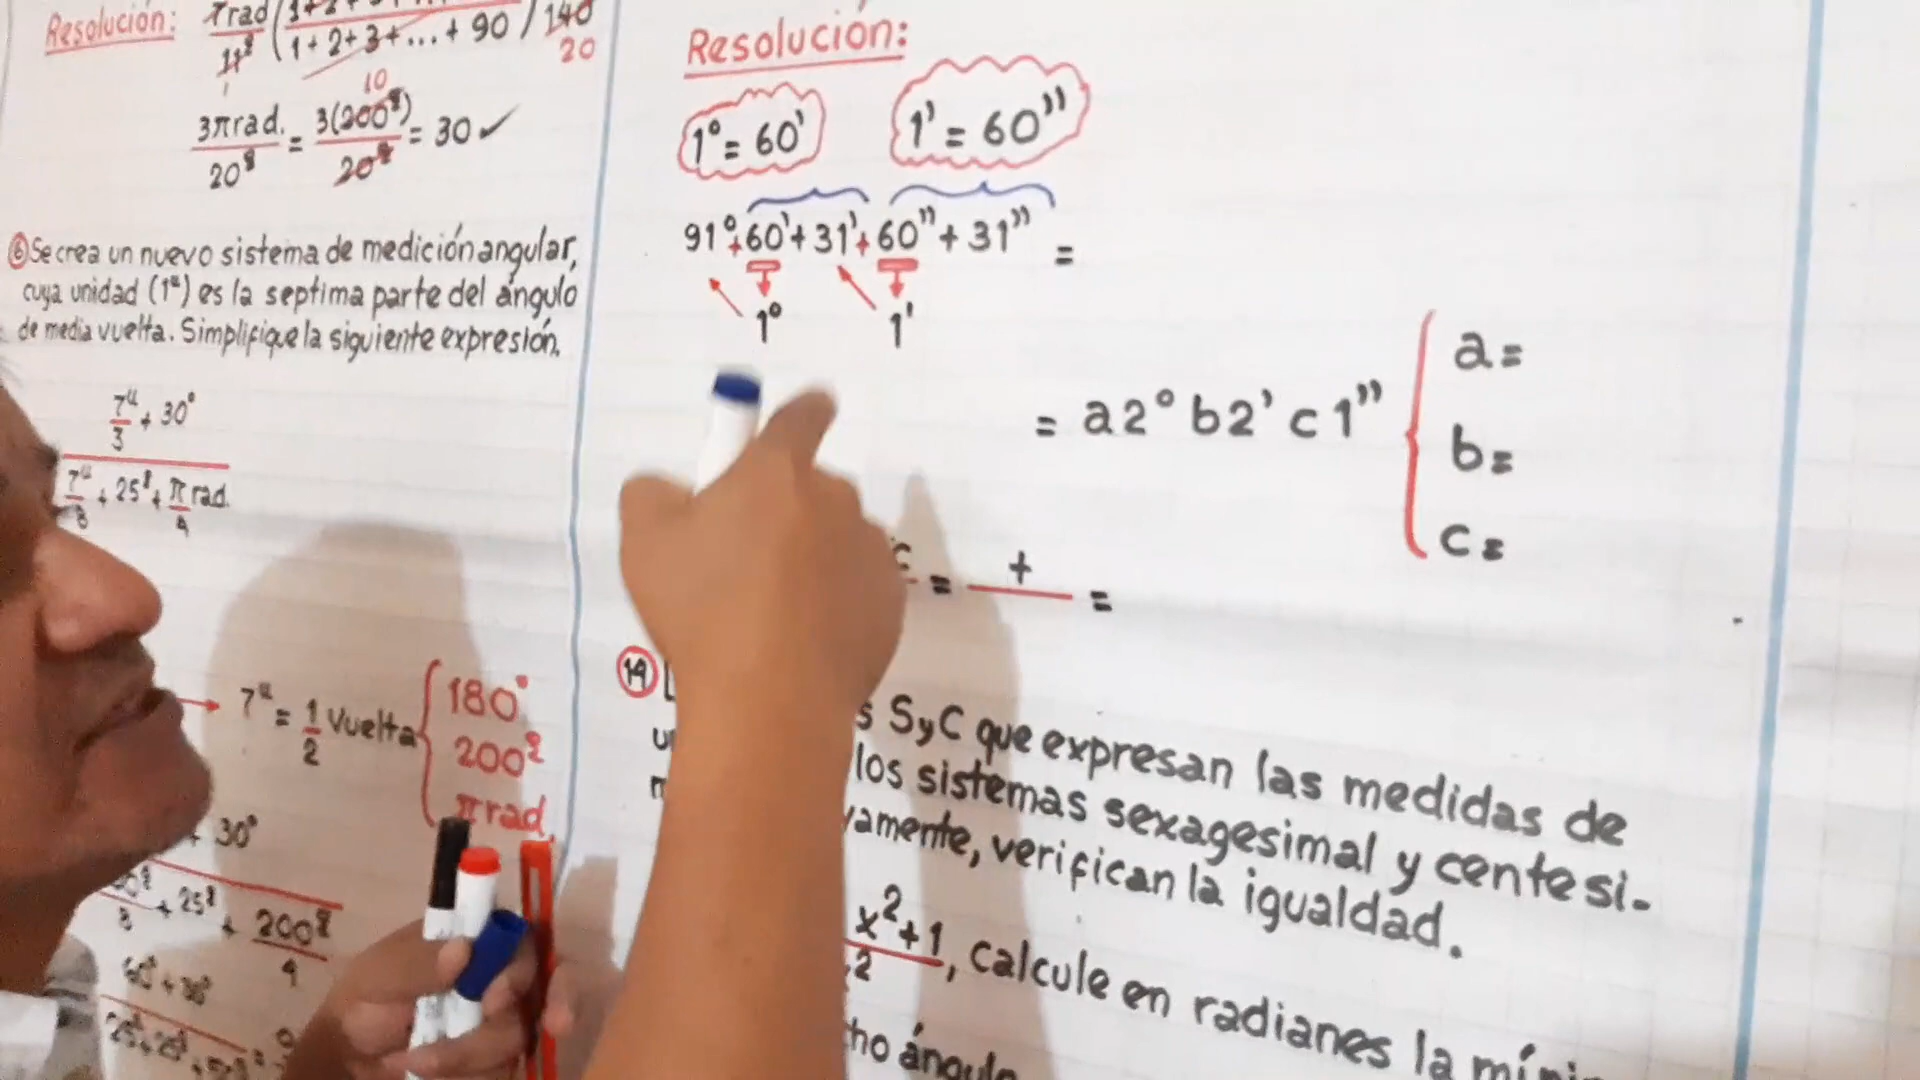 Resolución: πrad
1+2+3+...+90 140
20
10
3πrad. = 3(200ᵍ) = 30 ✓
20ᵍ 20ᵍ
⑥ Se crea un nuevo sistema de medición angular,
cuya unidad (1ᵘ) es la septima parte del ángulo
de media vuelta. Simplifique la siguiente expresión.
7ᵘ/3 + 30°
7ᵘ/8 + 25ᵍ + π/4 rad.
7ᵘ = 1/2 Vuelta { 180°
200ᵍ
πrad.
+ 30°
+ 25ᵍ + 200ᵍ/4
60°+30°
Resolución:
1° = 60' 1' = 60"
91°+60'+31'+60"+31" =
1° 1'
= a2° b2' c1" { a=
b=
c=
= + =
14
S y C que expresan las medidas de
los sistemas sexagesimal y centesi-
vamente, verifican la igualdad.
x²+1, calcule en radianes la
ángulo